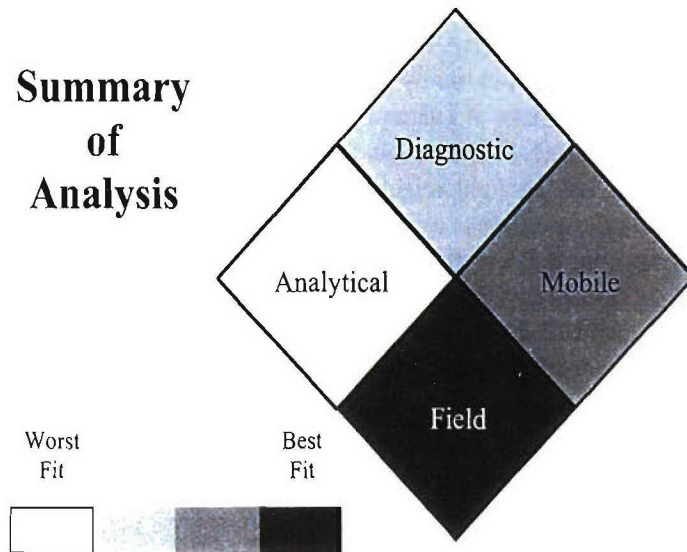 Summary
of
Analysis
Diagnostic
Analytical
Mobile
Field
Worst
Fit
Best
Fit